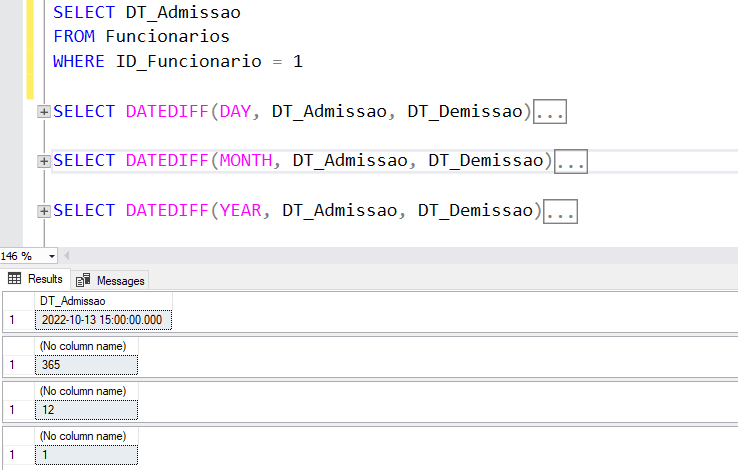 SELECT DT_Admissao
FROM Funcionarios
WHERE ID_Funcionario = 1
SELECT DATEDIFF(DAY, DT_Admissao, DT_Demissao)...
SELECT DATEDIFF(MONTH, DT_Admissao, DT_Demissao)...
SELECT DATEDIFF(YEAR, DT_Admissao, DT_Demissao)...
146 %
Results Messages
DT_Admissao
1 2022-10-13 15:00:00.000
(No column name)
1 365
(No column name)
1 12
(No column name)
1 1